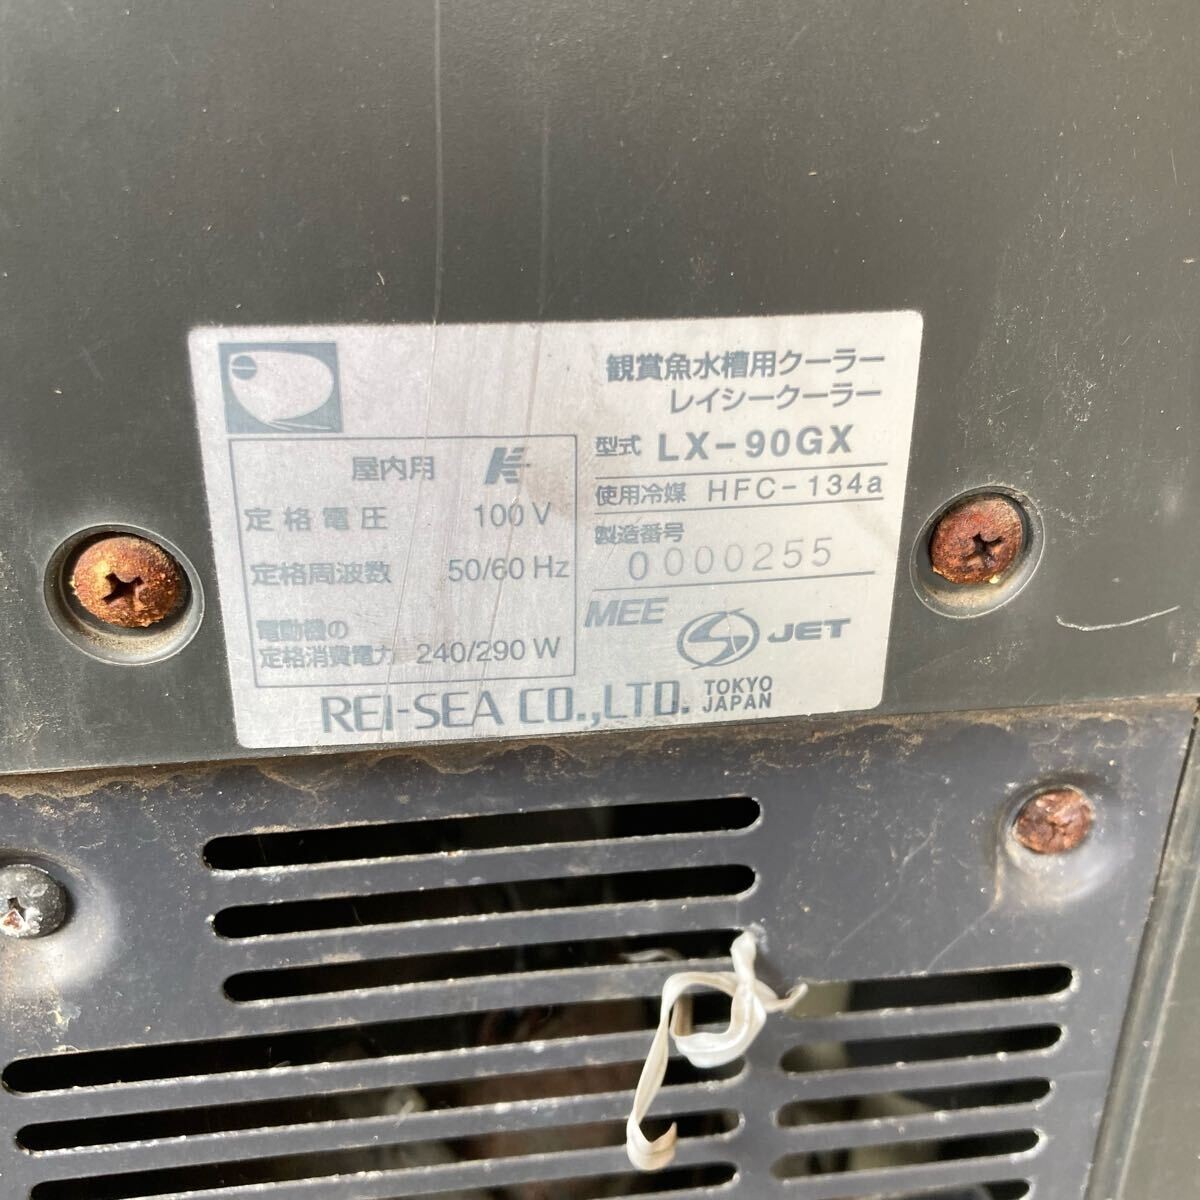 観賞魚水槽用クーラー
レイシークーラー
型式 LX-90GX
使用冷媒 HFC-134a
製造番号
0000255
屋内用
定格電圧 100V
定格周波数 50/60Hz
電動機の
定格消費電力 240/290W
MEE
JET
REI-SEA CO.,LTD. TOKYO
JAPAN